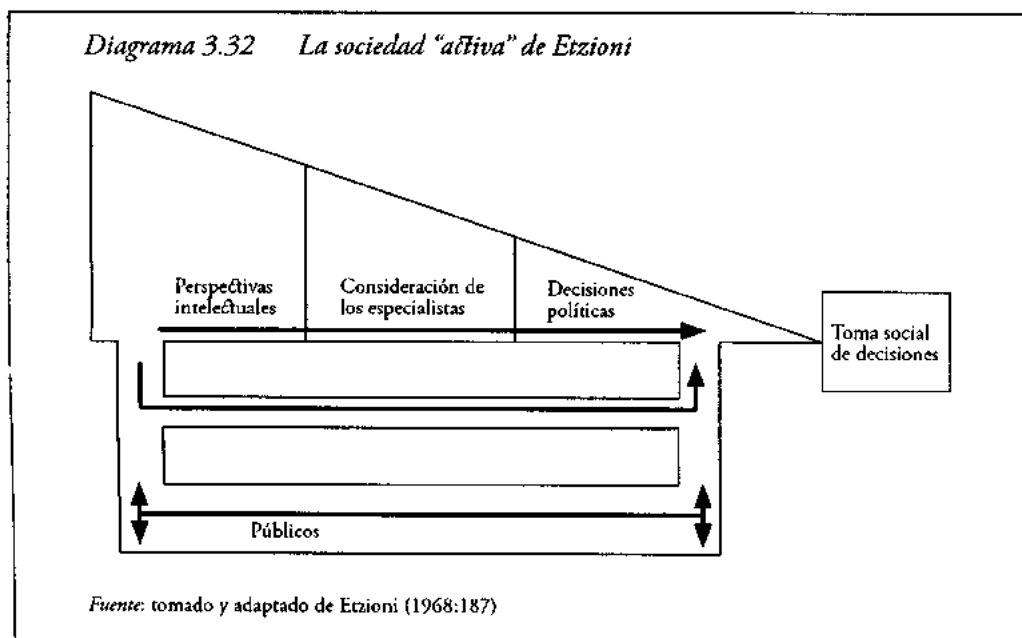 Diagrama 3.32 La sociedad "activa" de Etzioni
Perspectivas
intelectuales
Consideración de
los especialistas
Decisiones
políticas
Toma social
de decisiones
Públicos
Fuente: tomado y adaptado de Etzioni (1968:187)